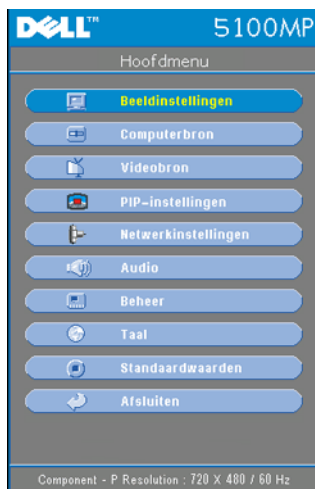 DELL™ 5100MP
Hoofdmenu
Beeldinstellingen
Computerbron
Videobron
PIP-instellingen
Netwerkinstellingen
Audio
Beheer
Taal
Standaardwaarden
Afsluiten
Component - P Resolution : 720 X 480 / 60 Hz